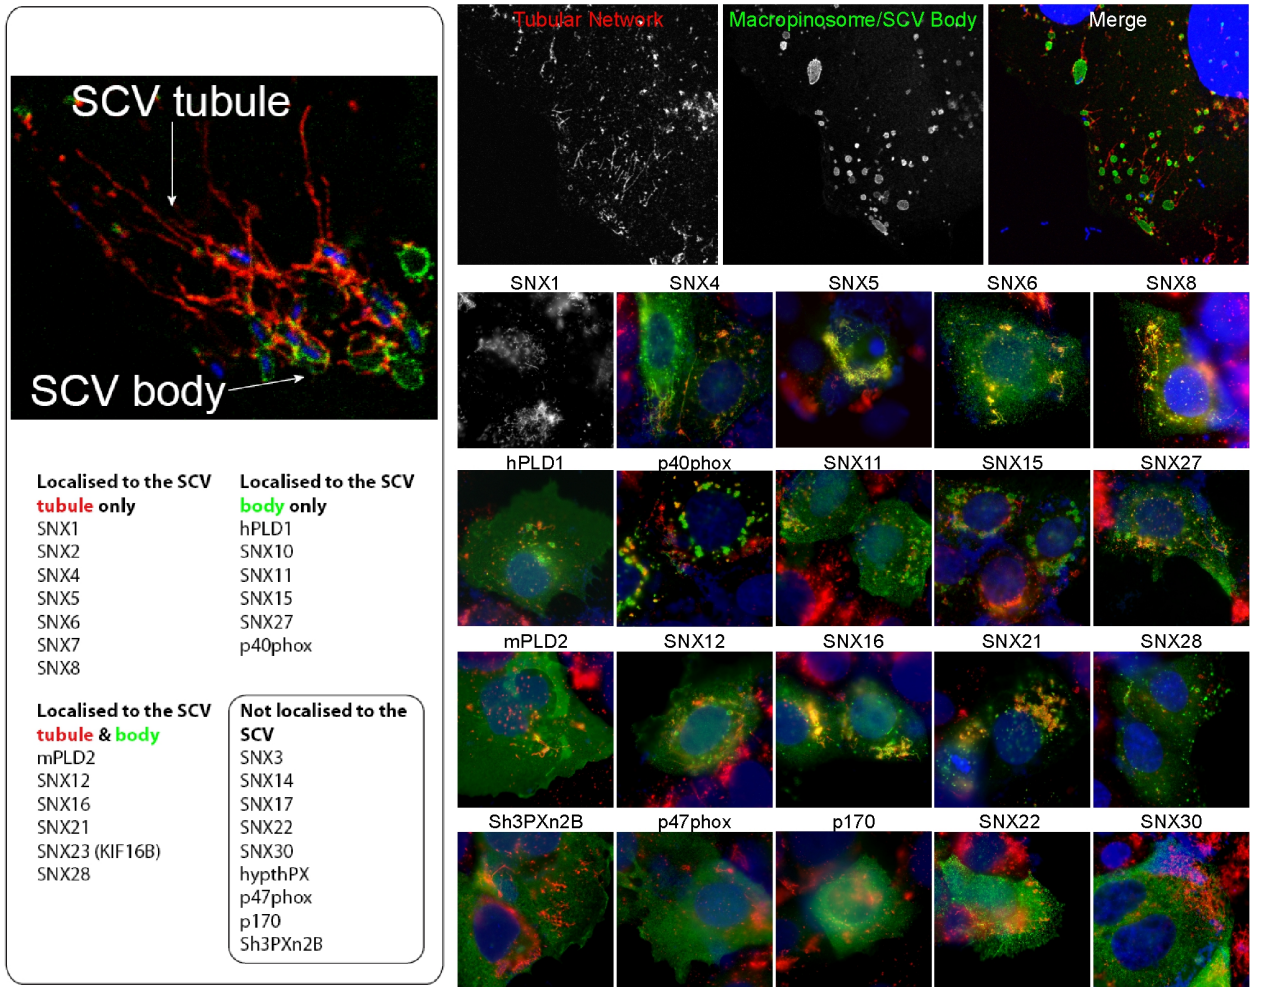 SCV tubule
SCV body
Localised to the SCV
tubule only
SNX1
SNX2
SNX4
SNX5
SNX6
SNX7
SNX8
Localised to the SCV
body only
hPLD1
SNX10
SNX11
SNX15
SNX27
p40phox
Localised to the SCV
tubule & body
mPLD2
SNX12
SNX16
SNX21
SNX23 (KIF16B)
SNX28
Not localised to the
SCV
SNX3
SNX14
SNX17
SNX22
SNX30
hypthPX
p47phox
p170
Sh3PXn2B
Tubular Network
Macropinosome/SCV Body
Merge
SNX1 SNX4 SNX5 SNX6 SNX8
hPLD1 p40phox SNX11 SNX15 SNX27
mPLD2 SNX12 SNX16 SNX21 SNX28
Sh3PXn2B p47phox p170 SNX22 SNX30